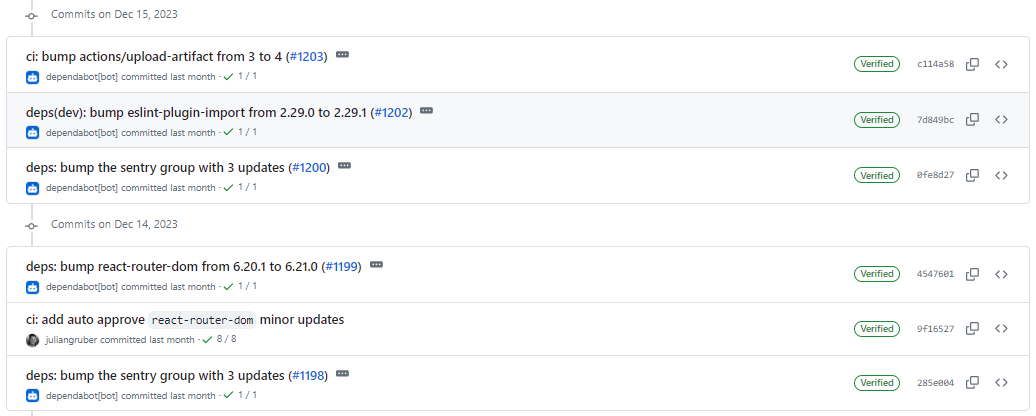 Commits on Dec 15, 2023
ci: bump actions/upload-artifact from 3 to 4 (#1203)
dependabot[bot] committed last month · 1 / 1
Verified
c114a58
deps(dev): bump eslint-plugin-import from 2.29.0 to 2.29.1 (#1202)
dependabot[bot] committed last month · 1 / 1
Verified
7d849bc
deps: bump the sentry group with 3 updates (#1200)
dependabot[bot] committed last month · 1 / 1
Verified
0fe8d27
Commits on Dec 14, 2023
deps: bump react-router-dom from 6.20.1 to 6.21.0 (#1199)
dependabot[bot] committed last month · 1 / 1
Verified
4547601
ci: add auto approve react-router-dom minor updates
juliangruber committed last month · 8 / 8
Verified
9f16527
deps: bump the sentry group with 3 updates (#1198)
dependabot[bot] committed last month · 1 / 1
Verified
285e004